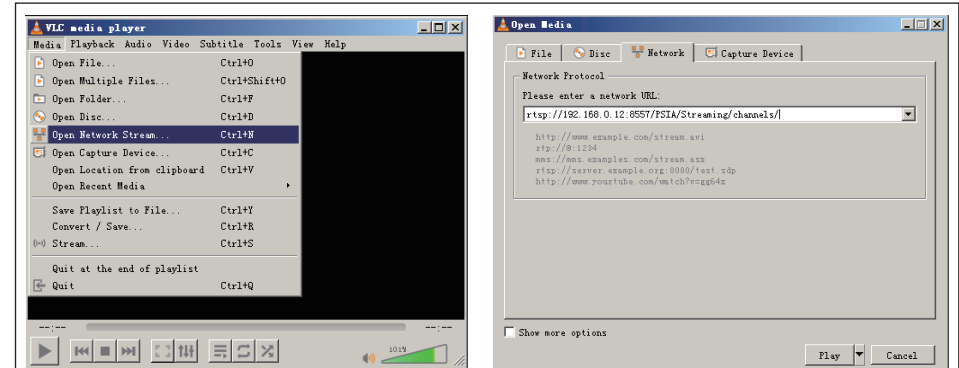 VLC media player
Media Playback Audio Video Subtitle Tools View Help
Open File... Ctrl+O
Open Multiple Files... Ctrl+Shift+O
Open Folder... Ctrl+F
Open Disc... Ctrl+D
Open Network Stream... Ctrl+N
Open Capture Device... Ctrl+C
Open Location from clipboard Ctrl+V
Open Recent Media
Save Playlist to File... Ctrl+Y
Convert / Save... Ctrl+R
Stream... Ctrl+S
Quit at the end of playlist
Quit Ctrl+Q
--:-- --:--
101%
Open Media
File Disc Network Capture Device
Network Protocol
Please enter a network URL:
rtsp://192.168.0.12:8557/PSIA/Streaming/channels/
http://www.example.com/stream.avi
rtp://@:1234
mms://mms.examples.com/stream.asx
rtsp://server.example.org:8080/test.sdp
http://www.yourtube.com/watch?v=gg64x
Show more options
Play Cancel